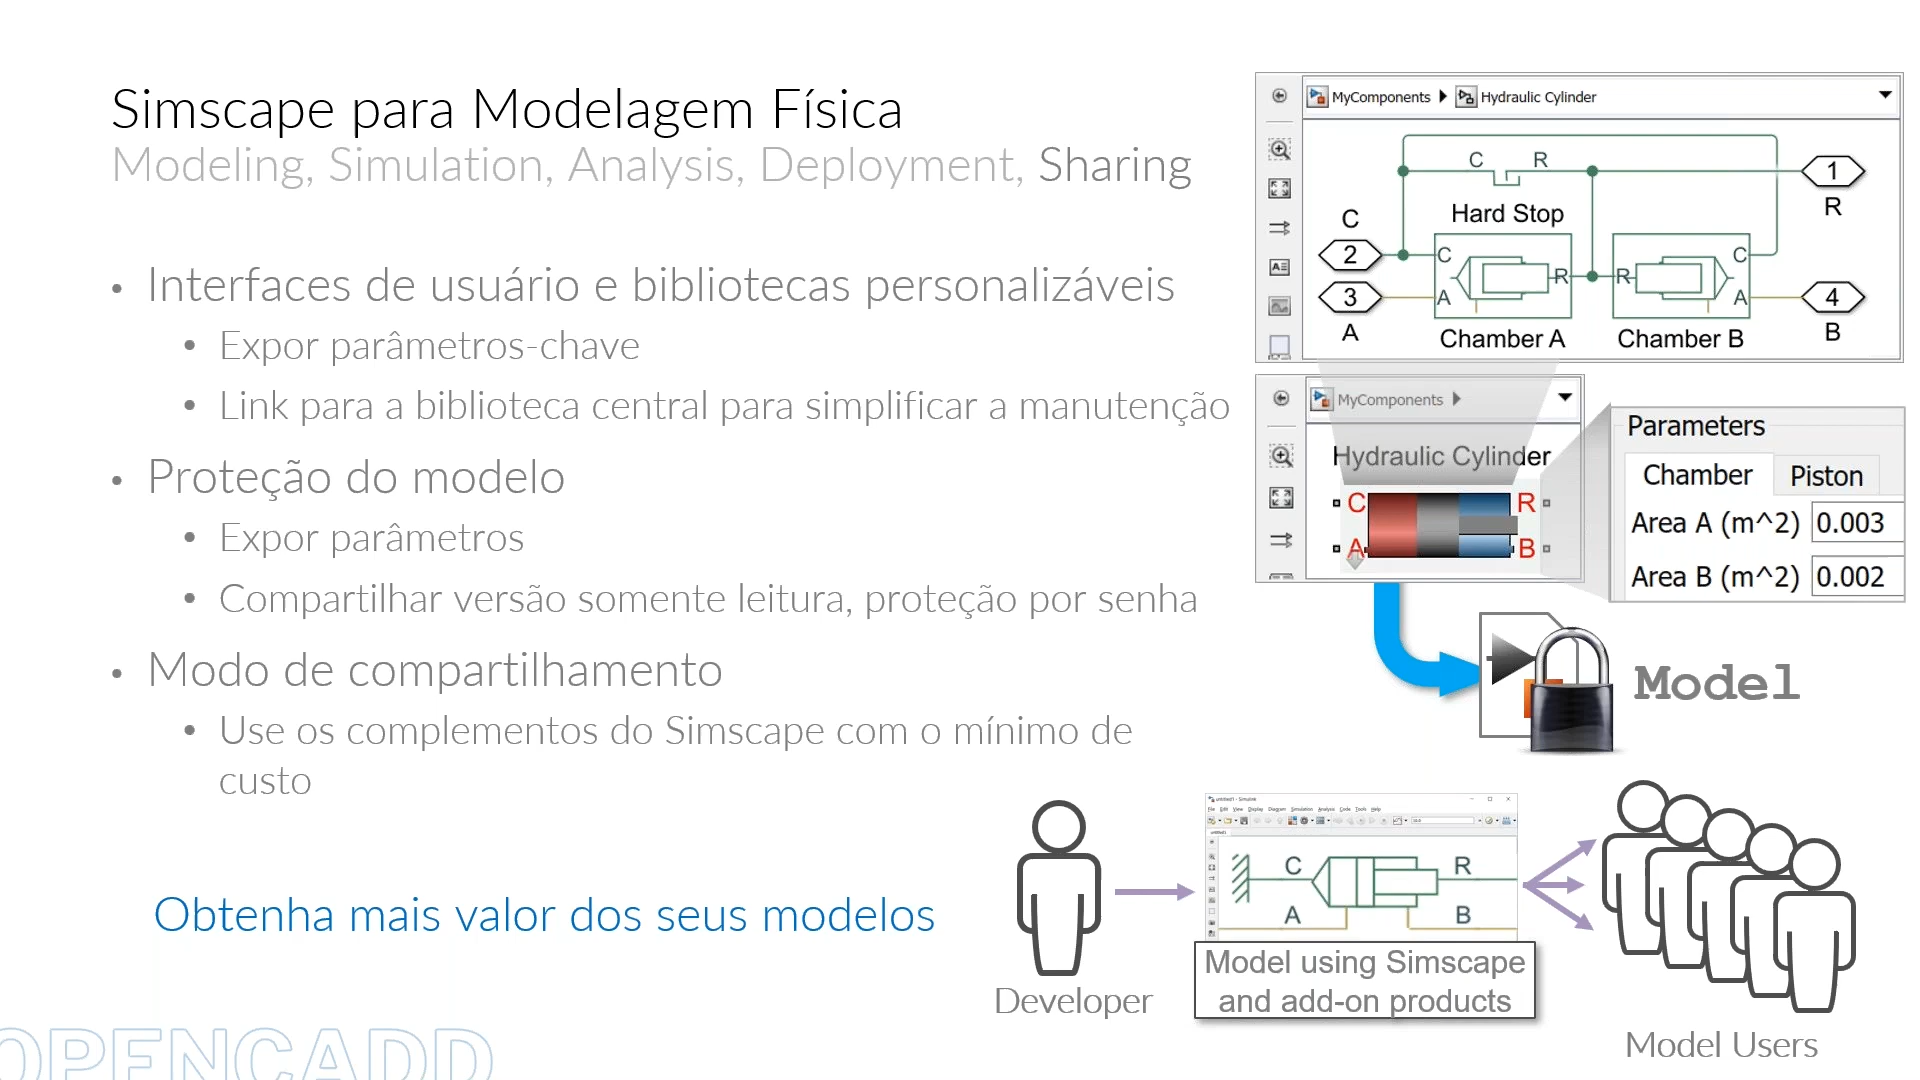 Simscape para Modelagem Física
Modeling, Simulation, Analysis, Deployment, Sharing
• Interfaces de usuário e bibliotecas personalizáveis
• Expor parâmetros-chave
• Link para a biblioteca central para simplificar a manutenção
• Proteção do modelo
• Expor parâmetros
• Compartilhar versão somente leitura, proteção por senha
• Modo de compartilhamento
• Use os complementos do Simscape com o mínimo de
custo
Obtenha mais valor dos seus modelos
MyComponents Hydraulic Cylinder
C R
1
R
Hard Stop
C
2
C
C
R
R
3
A
A
4
A
B
Chamber A
Chamber B
MyComponents
Hydraulic Cylinder
C R
A B
Parameters
Chamber Piston
Area A (m^2) 0.003
Area B (m^2) 0.002
Model
C R
A B
Model using Simscape
and add-on products
Developer
Model Users
OPENCADD